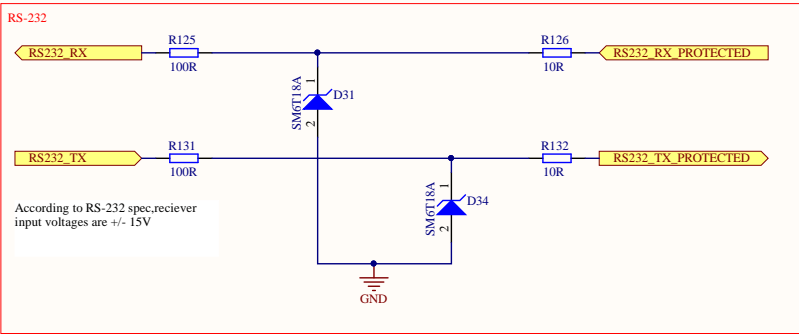 RS-232
R125
R126
RS232_RX
RS232_RX_PROTECTED
100R
10R
1
D31
SM6T18A
2
R131
R132
RS232_TX
RS232_TX_PROTECTED
100R
10R
1
D34
SM6T18A
2
According to RS-232 spec,reciever
input voltages are +/- 15V
GND